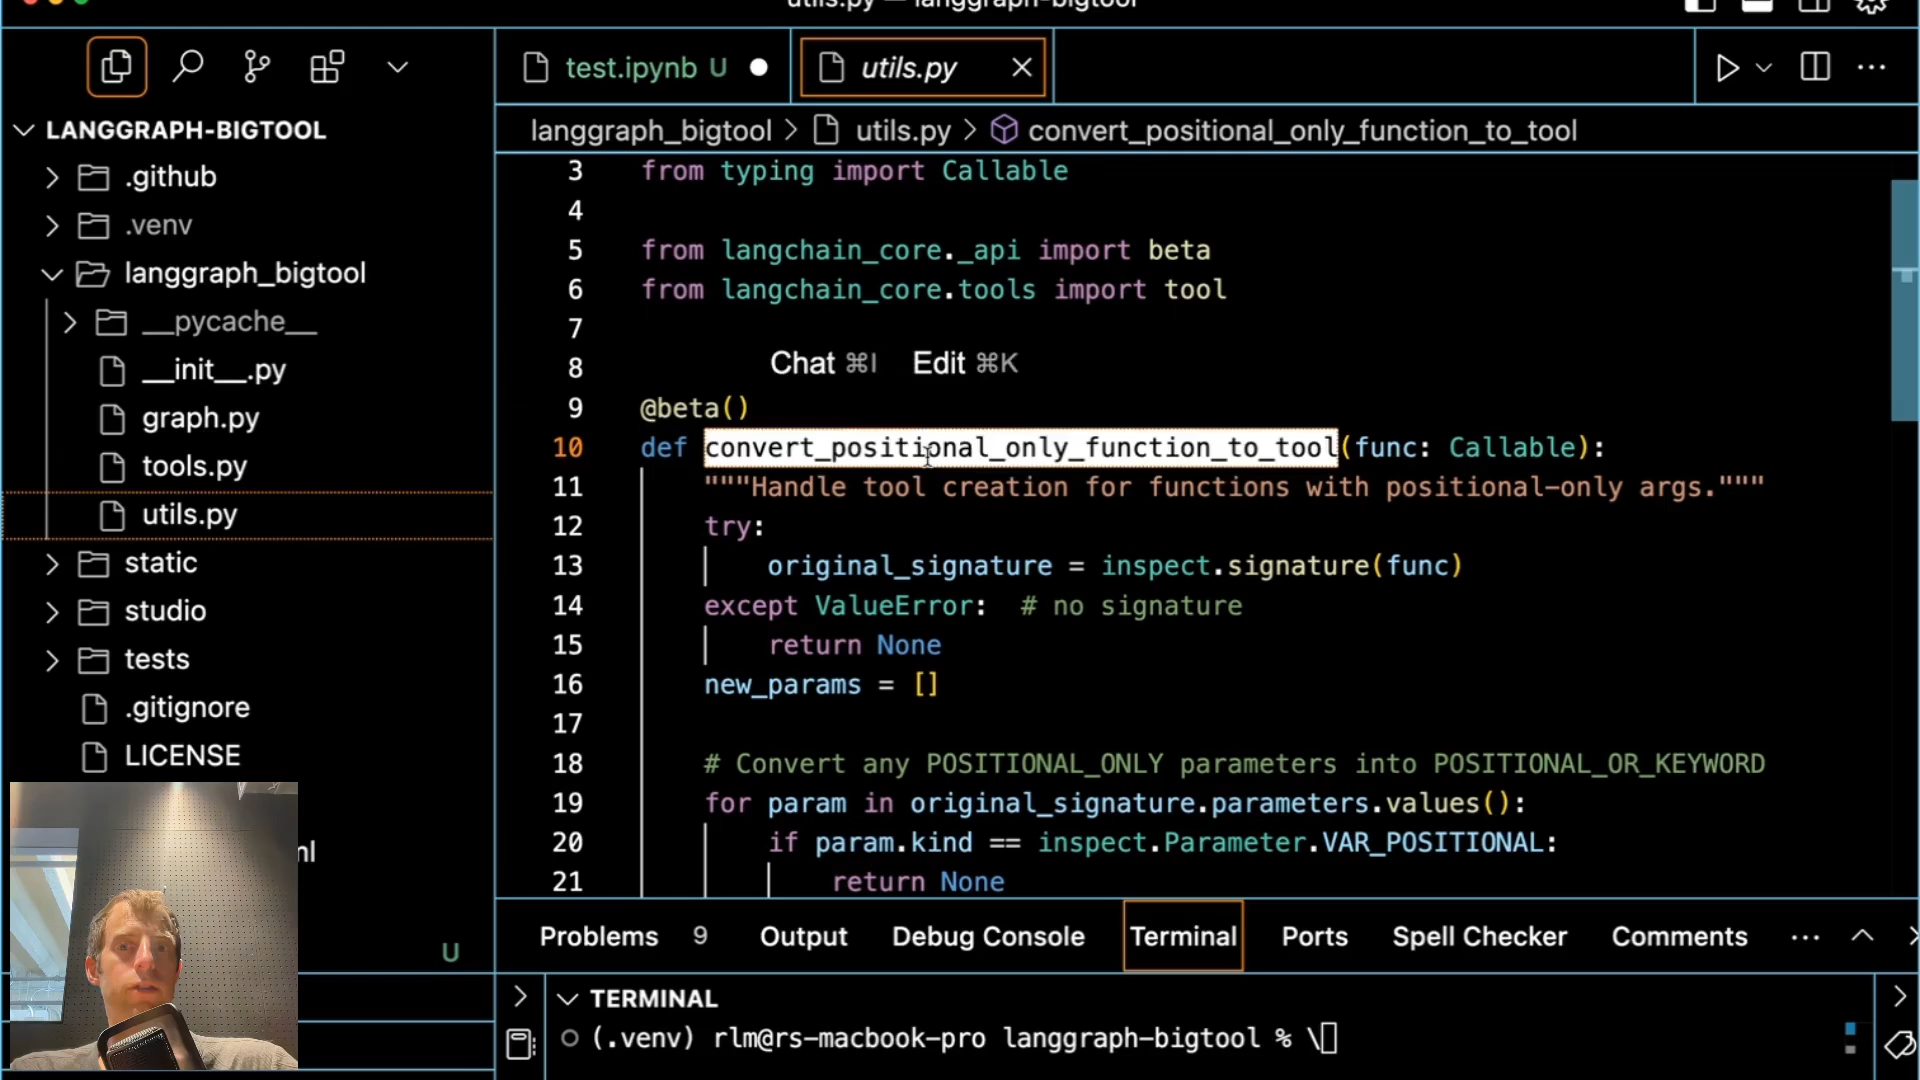 utils.py — langgraph-bigtool
LANGGRAPH-BIGTOOL
.github
.venv
langgraph_bigtool
__pycache__
__init__.py
graph.py
tools.py
utils.py
static
studio
tests
.gitignore
LICENSE
U
test.ipynb U
utils.py
langgraph_bigtool > utils.py > convert_positional_only_function_to_tool
3 from typing import Callable
4
5 from langchain_core._api import beta
6 from langchain_core.tools import tool
7
8
Chat ⌘I Edit ⌘K
9 @beta()
10 def convert_positional_only_function_to_tool(func: Callable):
11 """Handle tool creation for functions with positional-only args."""
12 try:
13 original_signature = inspect.signature(func)
14 except ValueError: # no signature
15 return None
16 new_params = []
17
18 # Convert any POSITIONAL_ONLY parameters into POSITIONAL_OR_KEYWORD
19 for param in original_signature.parameters.values():
20 if param.kind == inspect.Parameter.VAR_POSITIONAL:
21 return None
Problems 9 Output Debug Console Terminal Ports Spell Checker Comments
TERMINAL
(.venv) rlm@rs-macbook-pro langgraph-bigtool % \